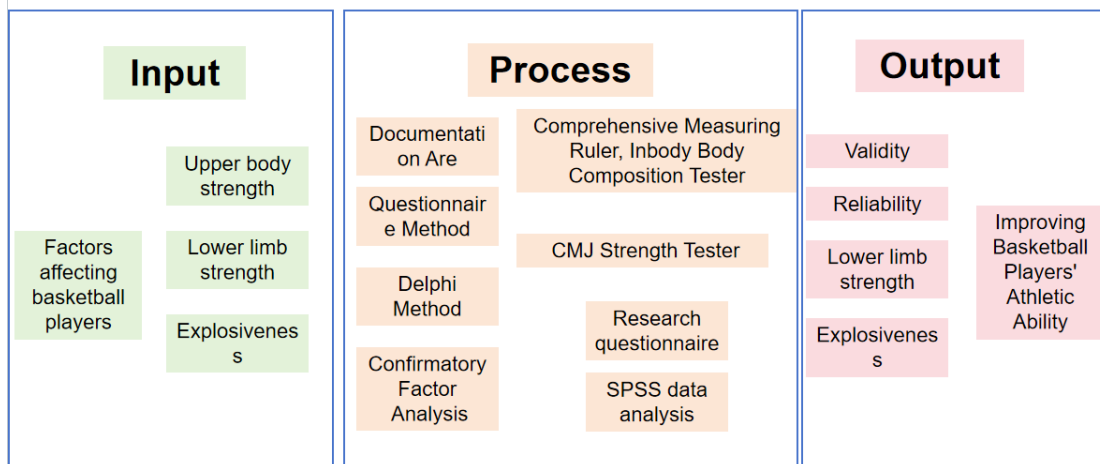 Input
Upper body
strength
Factors
affecting
basketball
players
Lower limb
strength
Explosivenes
s
Process
Documentati
on Are
Questionnair
e Method
Delphi
Method
Confirmatory
Factor
Analysis
Comprehensive Measuring
Ruler, Inbody Body
Composition Tester
CMJ Strength Tester
Research
questionnaire
SPSS data
analysis
Output
Validity
Reliability
Lower limb
strength
Explosivenes
s
Improving
Basketball
Players'
Athletic
Ability